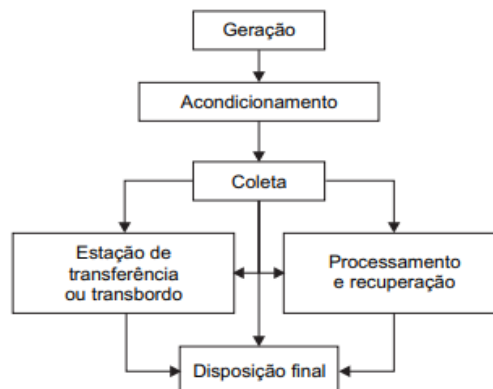 Geração
Acondicionamento
Coleta
Estação de
transferência
ou transbordo
Processamento
e recuperação
Disposição final